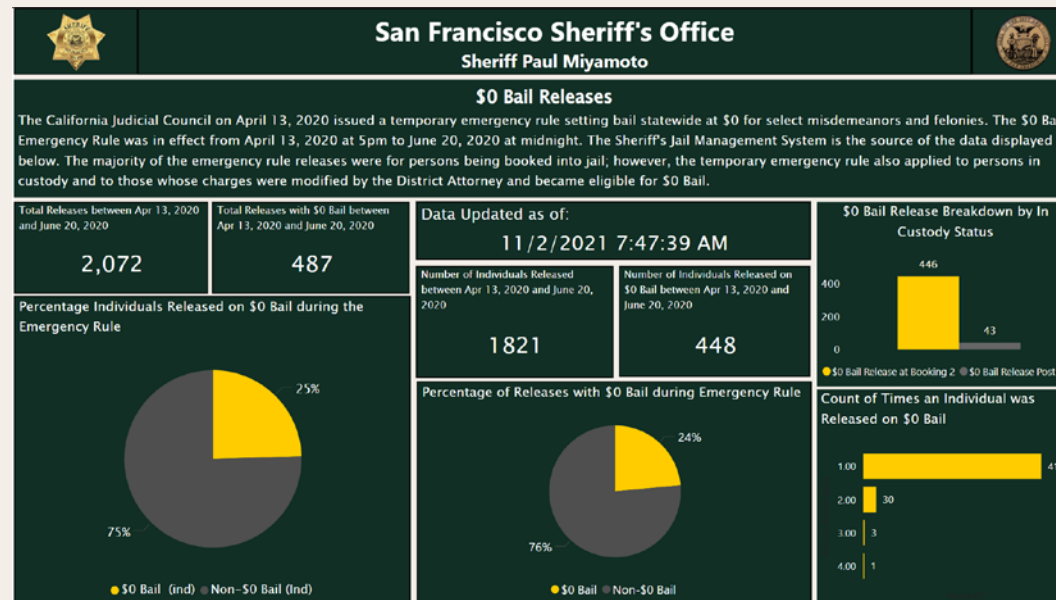 San Francisco Sheriff's Office
Sheriff Paul Miyamoto
$0 Bail Releases
The California Judicial Council on April 13, 2020 issued a temporary emergency rule setting bail statewide at $0 for select misdemeanors and felonies. The $0 Ba
Emergency Rule was in effect from April 13, 2020 at 5pm to June 20, 2020 at midnight. The Sheriff's Jail Management System is the source of the data displayed
below. The majority of the emergency rule releases were for persons being booked into jail; however, the temporary emergency rule also applied to persons in
custody and to those whose charges were modified by the District Attorney and became eligible for $0 Bail.
Total Releases between Apr 13, 2020
and June 20, 2020
2,072
Total Releases with $0 Bail between
Apr 13, 2020 and June 20, 2020
487
Percentage Individuals Released on $0 Bail during the
Emergency Rule
25%
75%
$0 Bail (ind) Non-$0 Bail (Ind)
Data Updated as of:
11/2/2021 7:47:39 AM
Number of Individuals Released
between Apr 13, 2020 and June 20,
2020
1821
Number of Individuals Released on
$0 Bail between Apr 13, 2020 and
June 20, 2020
448
Percentage of Releases with $0 Bail during Emergency Rule
24%
76%
$0 Bail Non-$0 Bail
$0 Bail Release Breakdown by In
Custody Status
446
400
43
200
0
$0 Bail Release at Booking 2 $0 Bail Release Post
Count of Times an Individual was
Released on $0 Bail
1.00 41
2.00 30
3.00 3
4.00 1